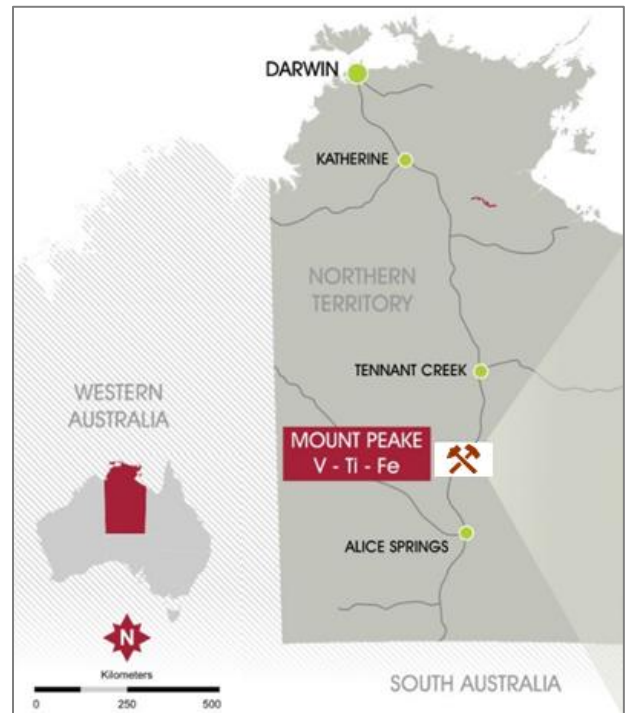 DARWIN
KATHERINE
NORTHERN
TERRITORY
TENNANT CREEK
WESTERN
AUSTRALIA
MOUNT PEAKE
V - Ti - Fe
ALICE SPRINGS
N
Kilometers
0 250 500
SOUTH AUSTRALIA